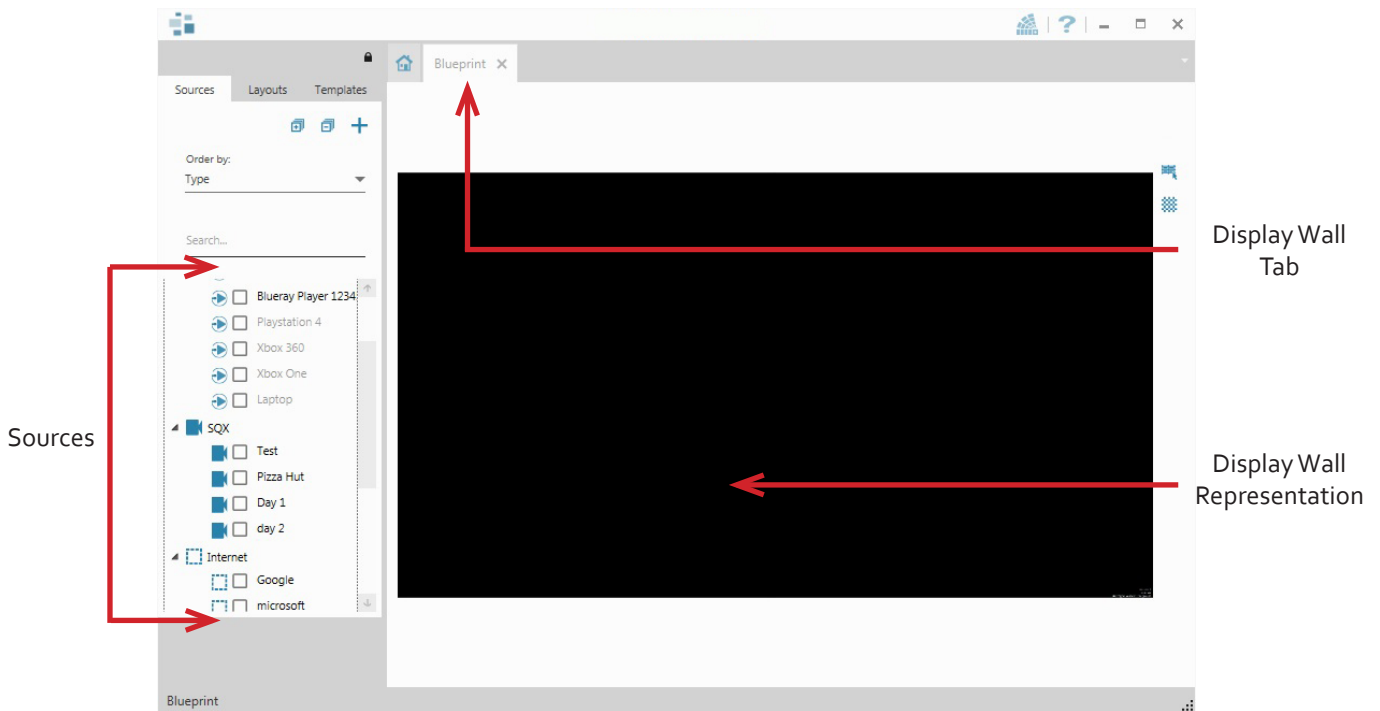 ?
Blueprint
Sources Layouts Templates
Order by:
Type
Search...
Blueray Player 1234
Playstation 4
Xbox 360
Xbox One
Laptop
SQX
Test
Pizza Hut
Day 1
day 2
Internet
Google
microsoft
Blueprint
Sources
Display Wall
Tab
Display Wall
Representation